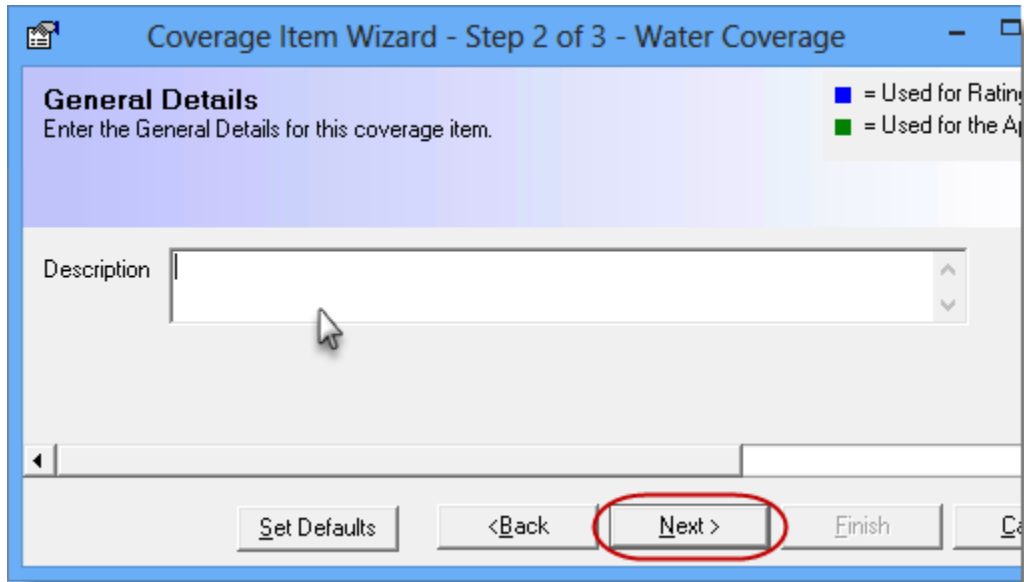 Coverage Item Wizard - Step 2 of 3 - Water Coverage
General Details
Enter the General Details for this coverage item.
= Used for
= Used for the
Description
Set Defaults
<Back
Next >
Finish